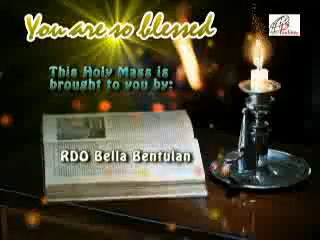 You are so blessed
This Holy Mass is
brought to you by:
RDO Bella Bentulan